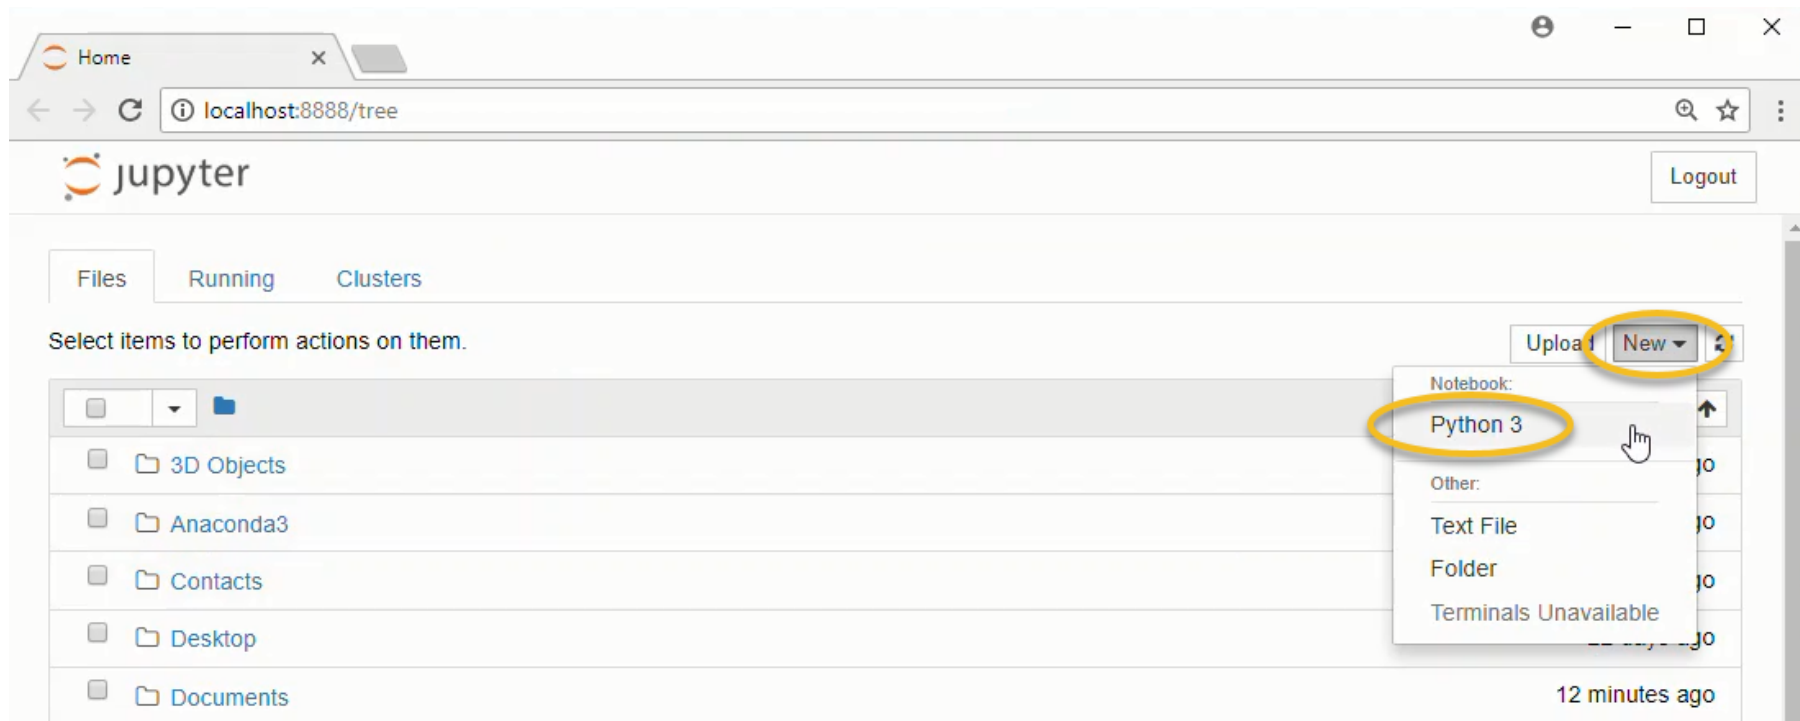 Home
localhost:8888/tree
jupyter
Logout
Files Running Clusters
Select items to perform actions on them.
Upload New
Notebook:
Python 3
Other:
Text File
Folder
Terminals Unavailable
3D Objects
Anaconda3
Contacts
Desktop
Documents 12 minutes ago